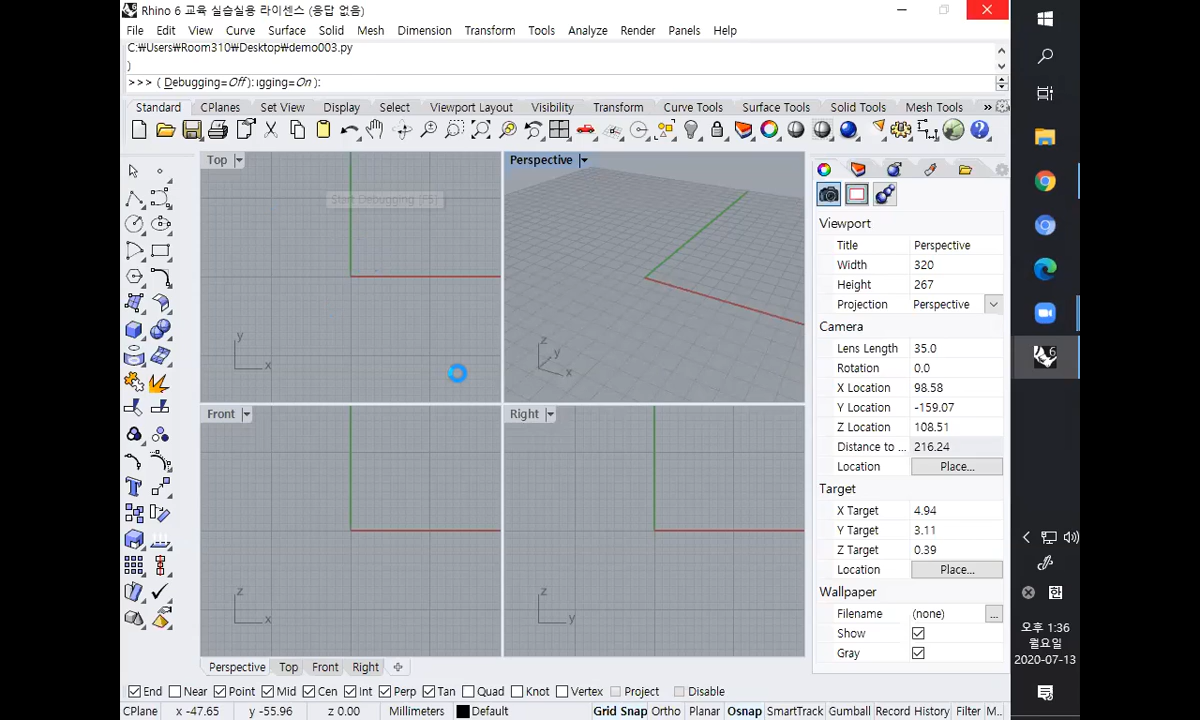 Rhino 6 교육 실습실용 라이센스 (응답 없음)
File Edit View Curve Surface Solid Mesh Dimension Transform Tools Analyze Render Panels Help
C:₩Users₩Room310₩Desktop₩demo003.py
)
>>> ( Debugging=Off):ıgging=On):
Standard CPlanes Set View Display Select Viewport Layout Visibility Transform Curve Tools Surface Tools Solid Tools Mesh Tools »
Top
Perspective
Start Debugging [F5]
y
x
z
y
x
Front
Right
z
x
z
y
Viewport
Title Perspective
Width 320
Height 267
Projection Perspective
Camera
Lens Length 35.0
Rotation 0.0
X Location 98.58
Y Location -159.07
Z Location 108.51
Distance to ... 216.24
Location Place...
Target
X Target 4.94
Y Target 3.11
Z Target 0.39
Location Place...
Wallpaper
Filename (none) ...
Show
Gray
Perspective Top Front Right
End Near Point Mid Cen Int Perp Tan Quad Knot Vertex Project Disable
CPlane x -47.65 y -55.96 z 0.00 Millimeters Default Grid Snap Ortho Planar Osnap SmartTrack Gumball Record History Filter M...
6
한
오후 1:36
월요일
2020-07-13